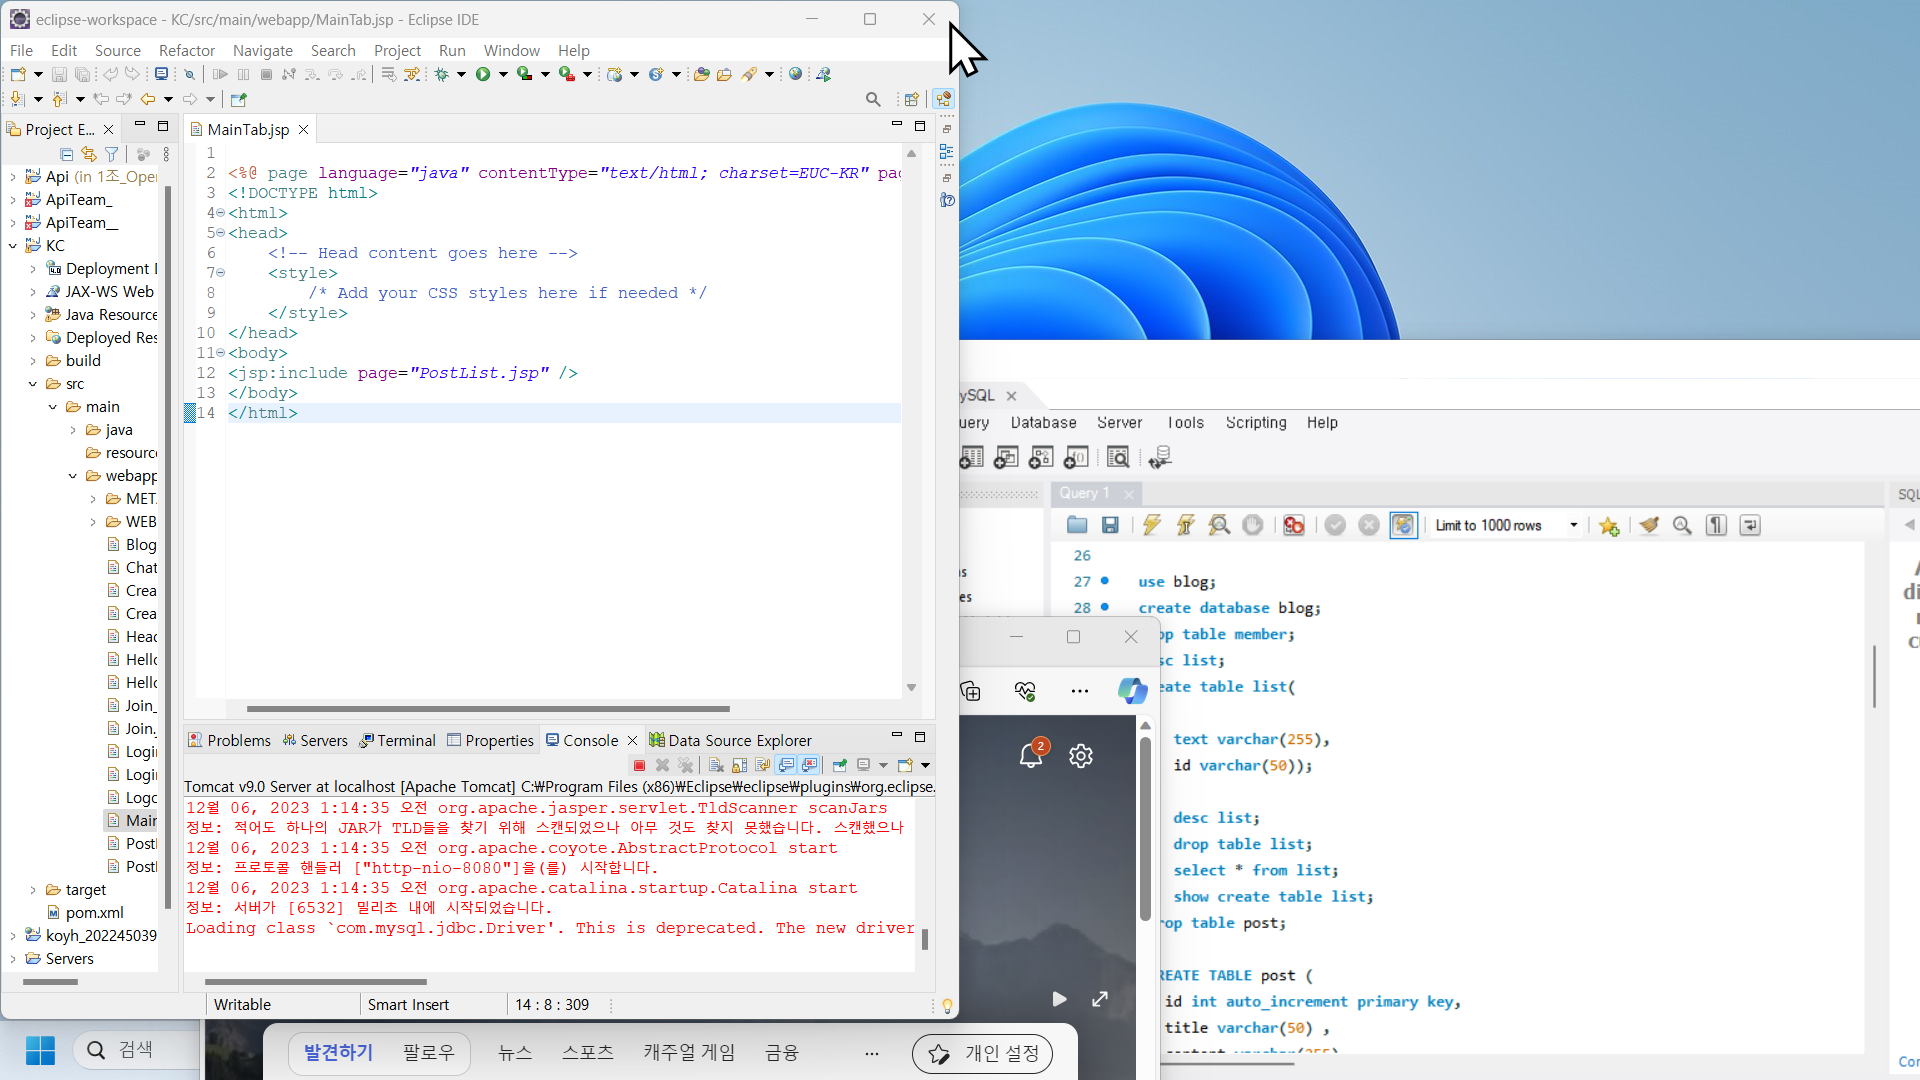 eclipse-workspace - KC/src/main/webapp/MainTab.jsp - Eclipse IDE
File Edit Source Refactor Navigate Search Project Run Window Help
Project E...
Api (in 1조_Oper
ApiTeam_
ApiTeam__
KC
Deployment
JAX-WS Web
Java Resource
Deployed Res
build
src
main
java
resourc
webapp
MET.
WEB
Blog
Chat
Crea
Crea
Head
Hello
Hello
Join_
Join.
Login
Login
Logo
Main
Post
Post
target
pom.xml
koyh_202245039
Servers
MainTab.jsp
1
2 <%@ page language="java" contentType="text/html; charset=EUC-KR" pag
3 <!DOCTYPE html>
4 <html>
5 <head>
6 <!-- Head content goes here -->
7 <style>
8 /* Add your CSS styles here if needed */
9 </style>
10 </head>
11 <body>
12 <jsp:include page="PostList.jsp" />
13 </body>
14 </html>
Problems Servers Terminal Properties Console Data Source Explorer
Tomcat v9.0 Server at localhost [Apache Tomcat] C:₩Program Files (x86)₩Eclipse₩eclipse₩plugins₩org.eclipse.
12월 06, 2023 1:14:35 오전 org.apache.jasper.servlet.TldScanner scanJars
정보: 적어도 하나의 JAR가 TLD들을 찾기 위해 스캔되었으나 아무 것도 찾지 못했습니다. 스캔했으나
12월 06, 2023 1:14:35 오전 org.apache.coyote.AbstractProtocol start
정보: 프로토콜 핸들러 ["http-nio-8080"]을(를) 시작합니다.
12월 06, 2023 1:14:35 오전 org.apache.catalina.startup.Catalina start
정보: 서버가 [6532] 밀리초 내에 시작되었습니다.
Loading class `com.mysql.jdbc.Driver'. This is deprecated. The new driver
Writable Smart Insert 14 : 8 : 309
ySQL
uery Database Server Tools Scripting Help
Query 1
SQL
Limit to 1000 rows
26
27 use blog;
28 create database blog;
op table member;
sc list;
eate table list(
text varchar(255),
id varchar(50));
desc list;
drop table list;
select * from list;
show create table list;
rop table post;
REATE TABLE post (
id int auto_increment primary key,
title varchar(50) ,
es
di
Con
2
검색
발견하기 팔로우 뉴스 스포츠 캐주얼 게임 금융 ... 개인 설정